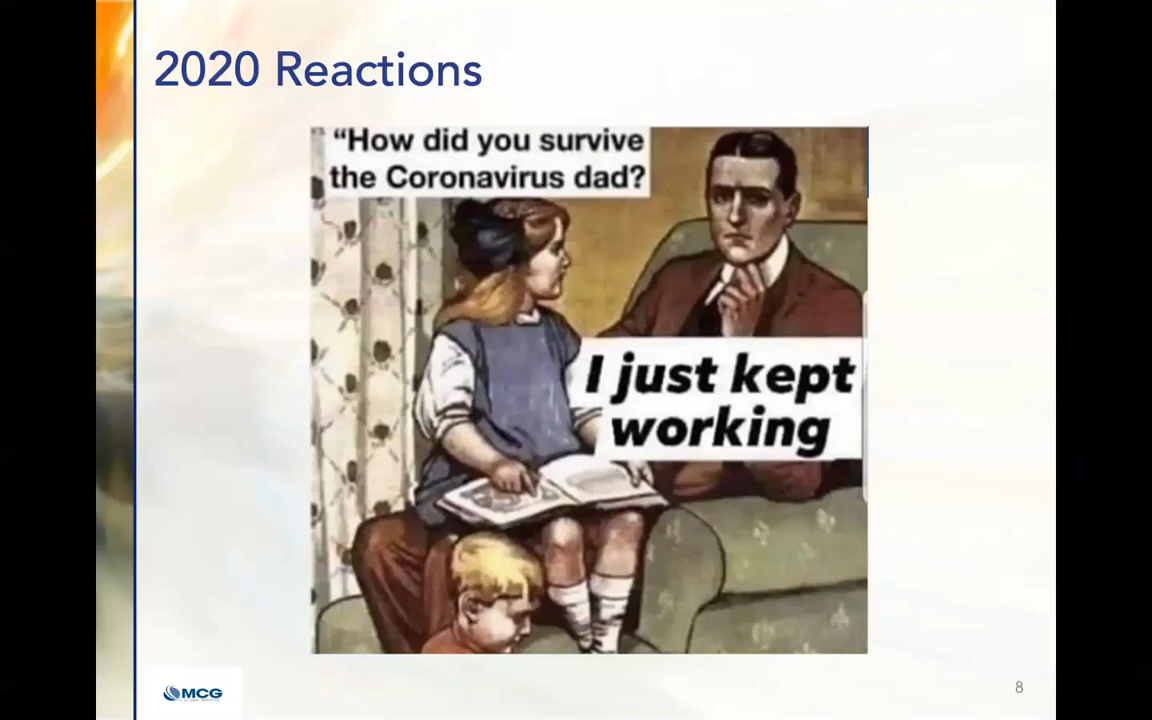 2020 Reactions
“How did you survive
the Coronavirus dad?
I just kept
working
MCG
8